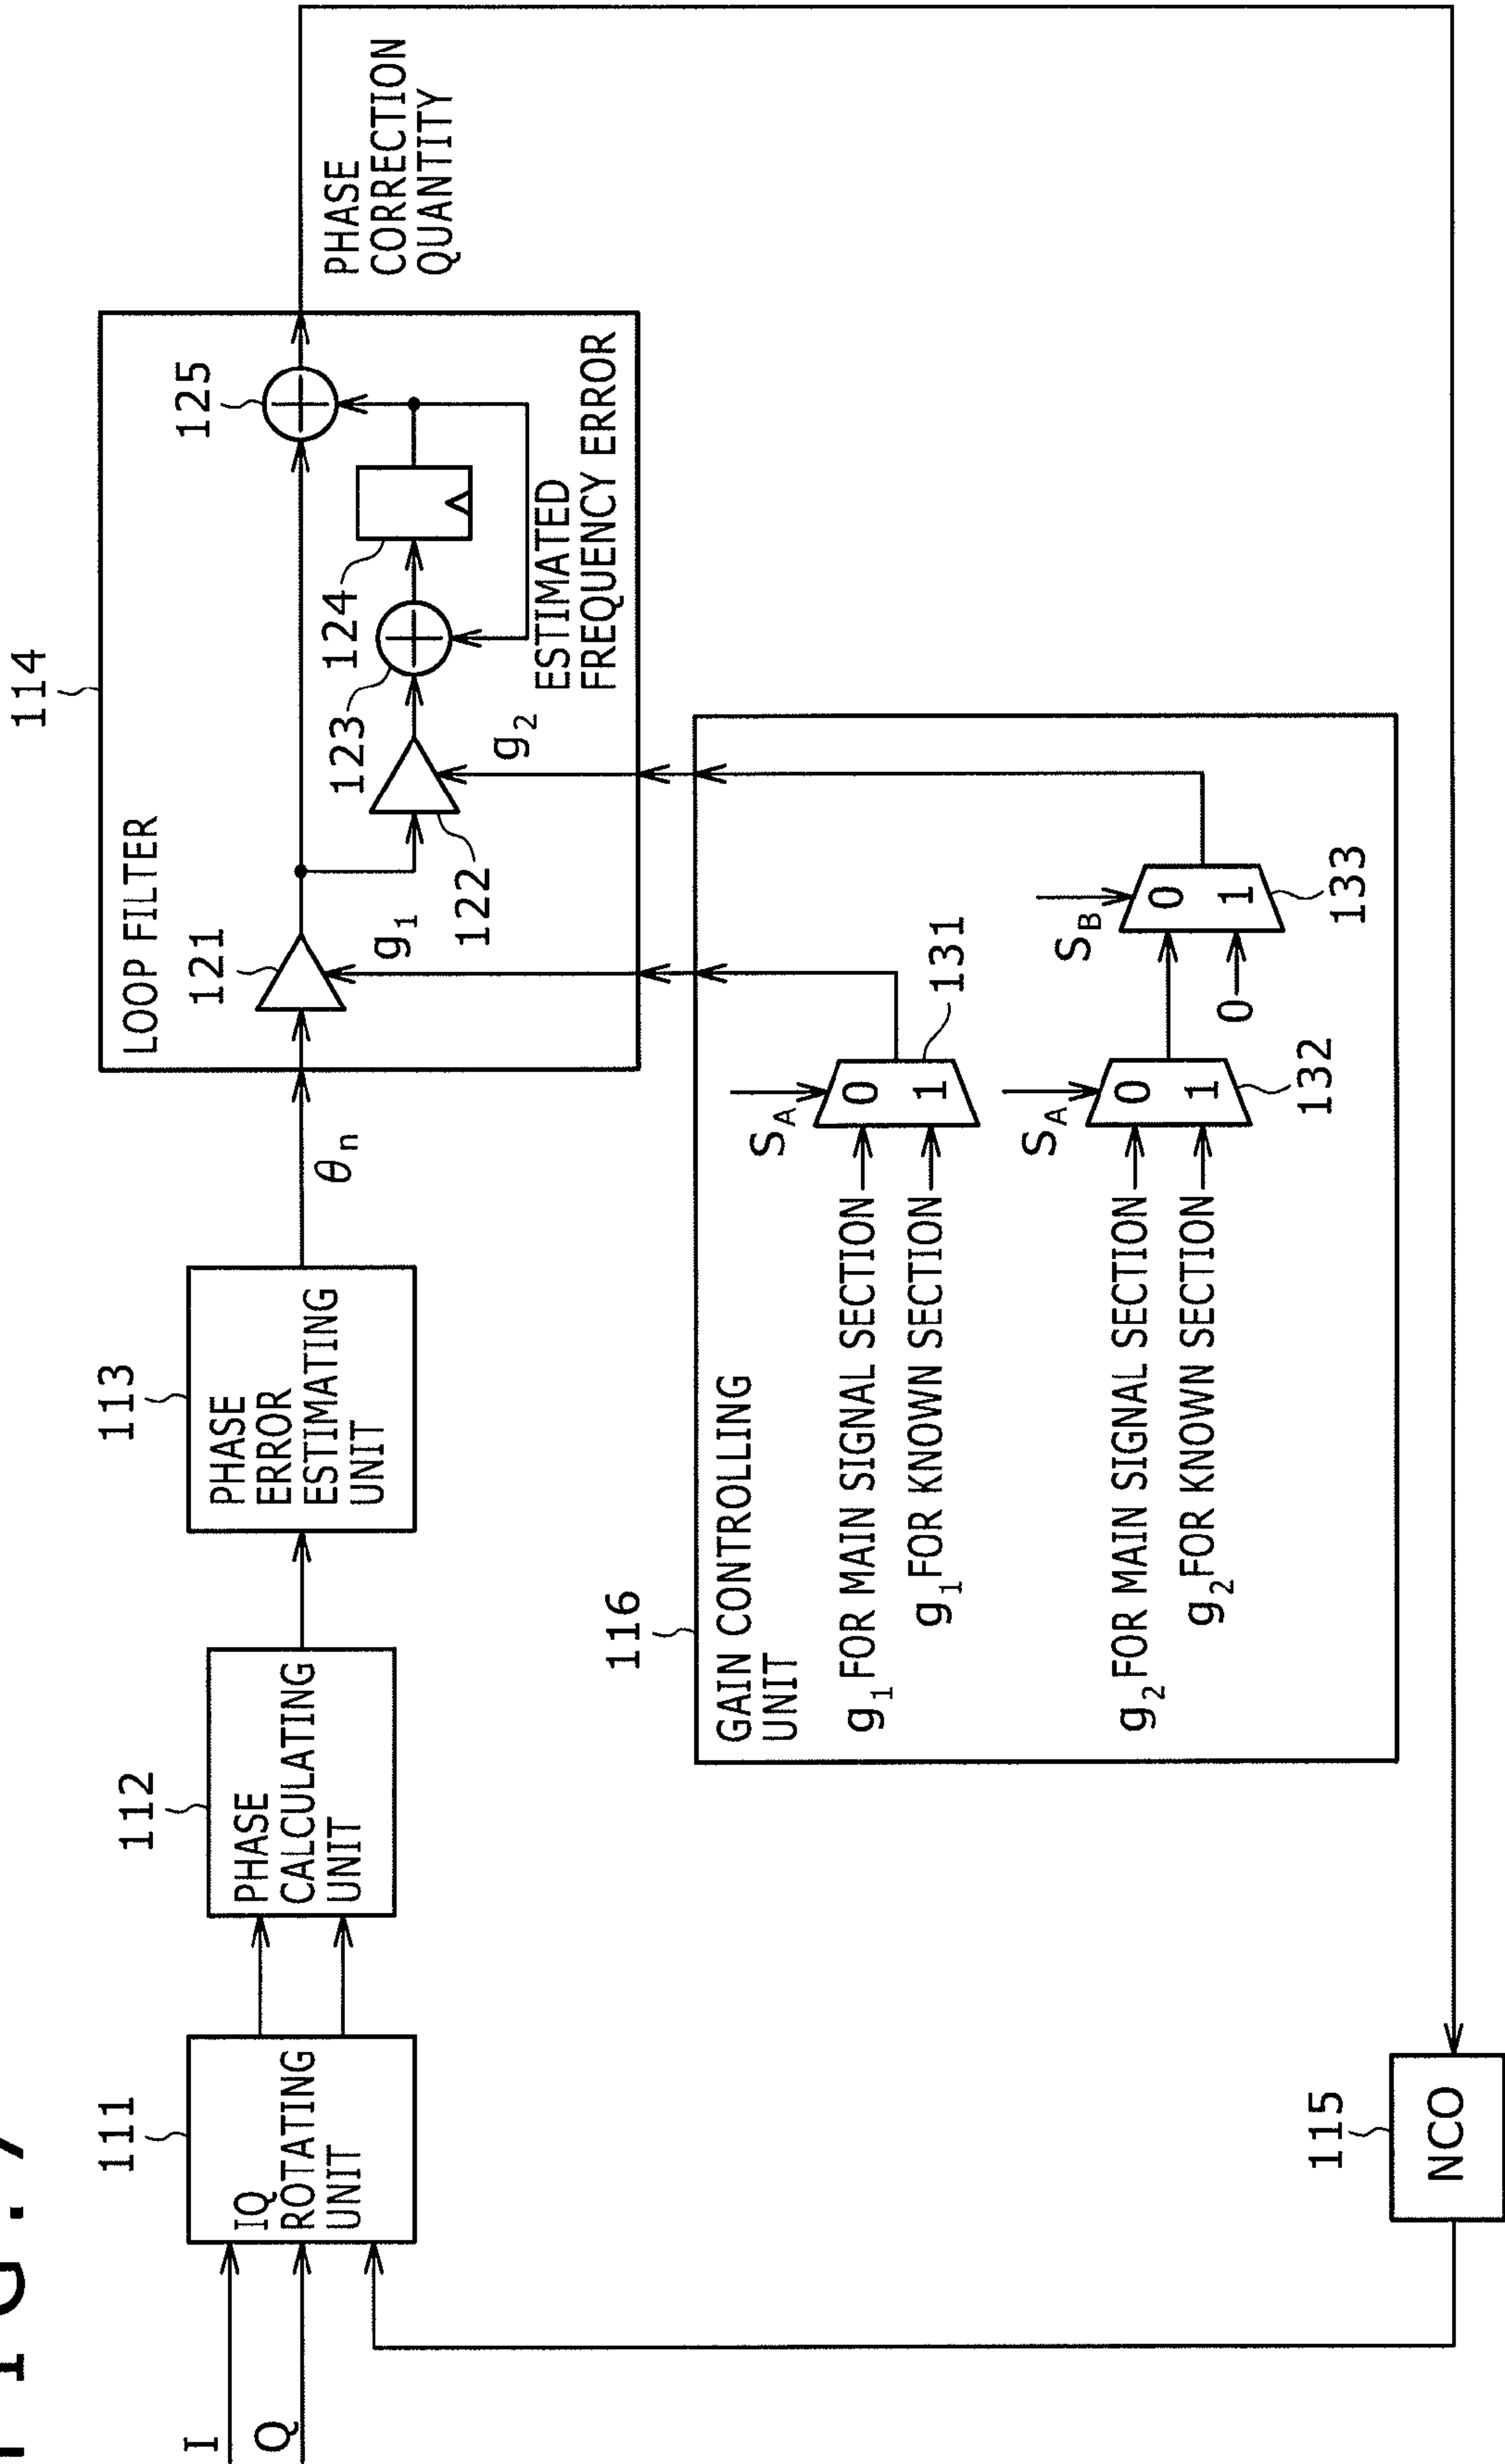 114
LOOP FILTER
121
g1
122
123
g2
124
ESTIMATED
FREQUENCY ERROR
125
PHASE
CORRECTION
QUANTITY
111
IQ
ROTATING
UNIT
I
Q
112
PHASE
CALCULATING
UNIT
113
PHASE
ERROR
ESTIMATING
UNIT
θn
116
GAIN CONTROLLING
UNIT
g1 FOR MAIN SIGNAL SECTION
g1 FOR KNOWN SECTION
SA
0
1
131
g2 FOR MAIN SIGNAL SECTION
g2 FOR KNOWN SECTION
SA
0
1
132
SB
0
0
1
133
115
NCO